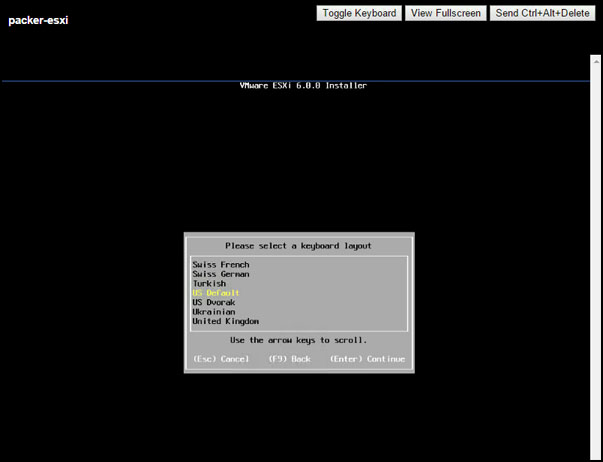 packer-esxi
Toggle Keyboard View Fullscreen Send Ctrl+Alt+Delete
VMware ESXi 6.0.0 Installer
Please select a keyboard layout
Swiss French
Swiss German
Turkish
US Default
US Dvorak
Ukrainian
United Kingdom
Use the arrow keys to scroll.
(Esc) Cancel (F9) Back (Enter) Continue